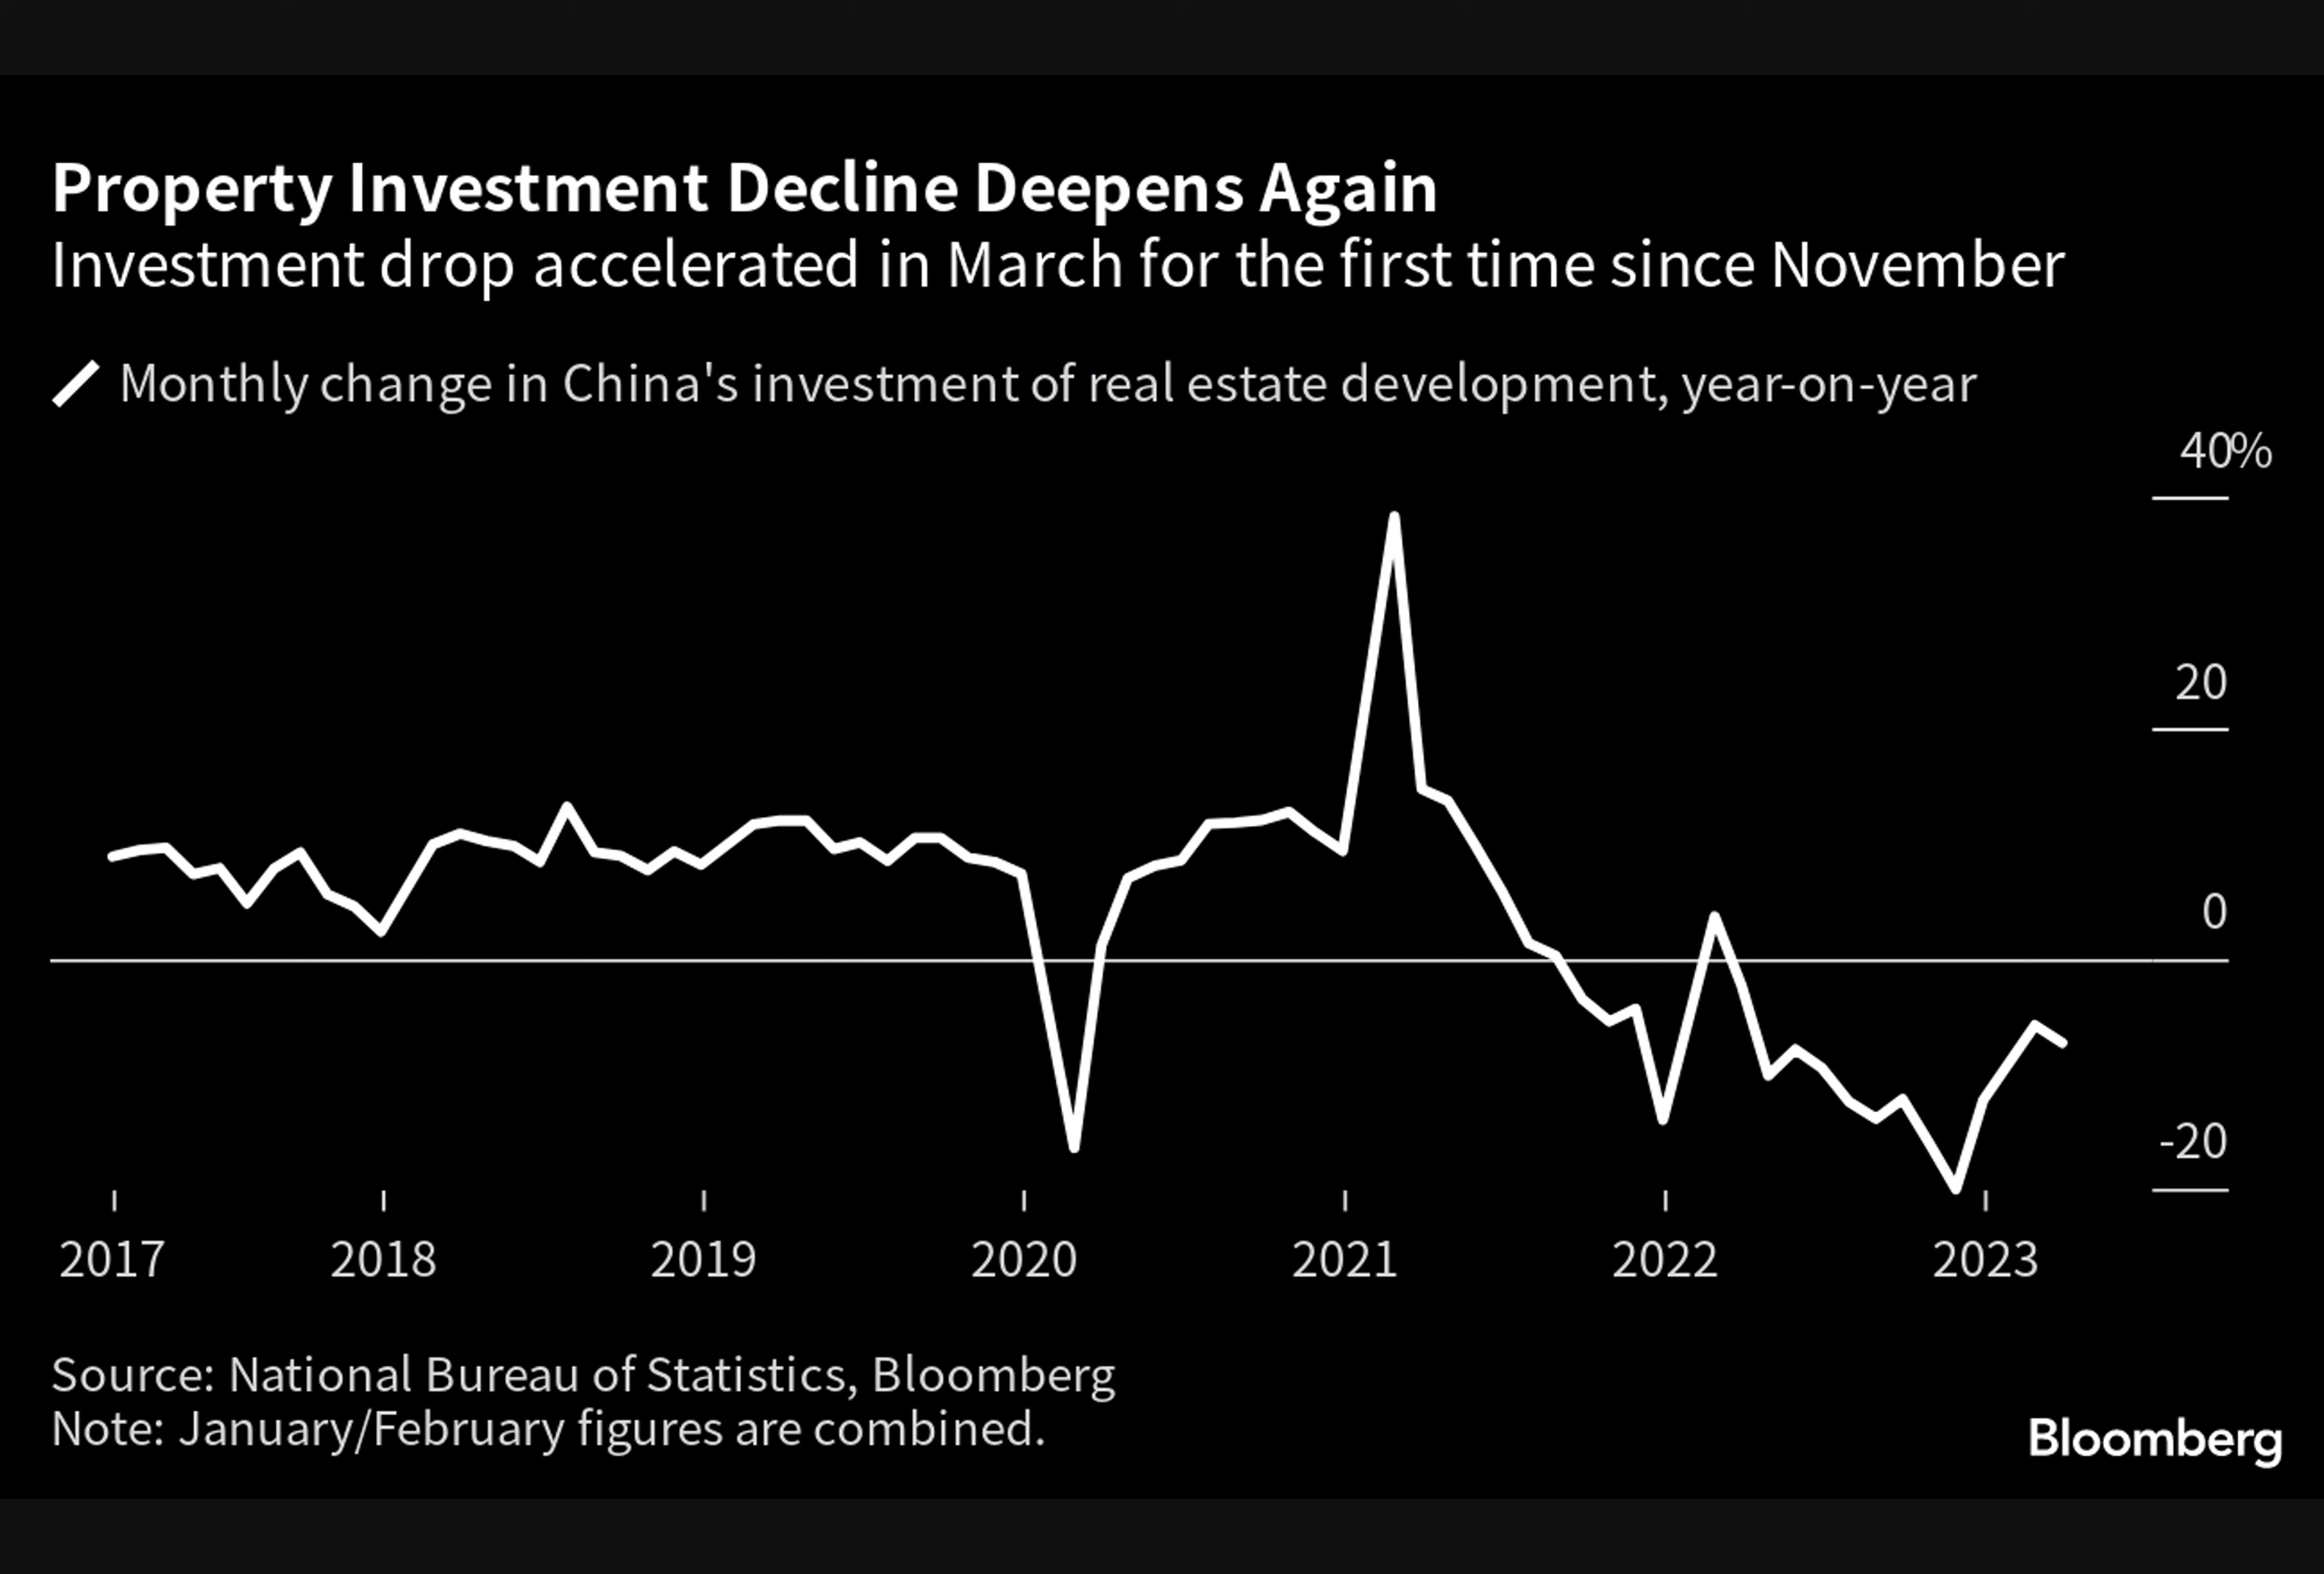 Property Investment Decline Deepens Again
Investment drop accelerated in March for the first time since November
Monthly change in China's investment of real estate development, year-on-year
40%
20
0
-20
2017 2018 2019 2020 2021 2022 2023
Source: National Bureau of Statistics, Bloomberg
Note: January/February figures are combined.
Bloomberg